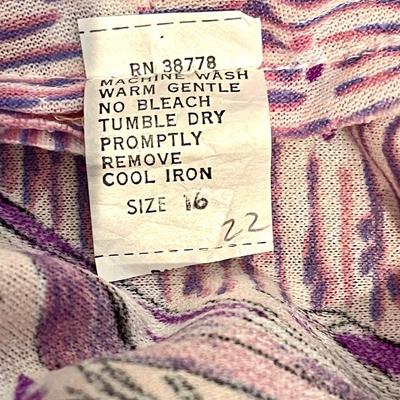 RN 38778
MACHINE WASH
WARM GENTLE
NO BLEACH
TUMBLE DRY
PROMPTLY
REMOVE
COOL IRON
SIZE 16
22